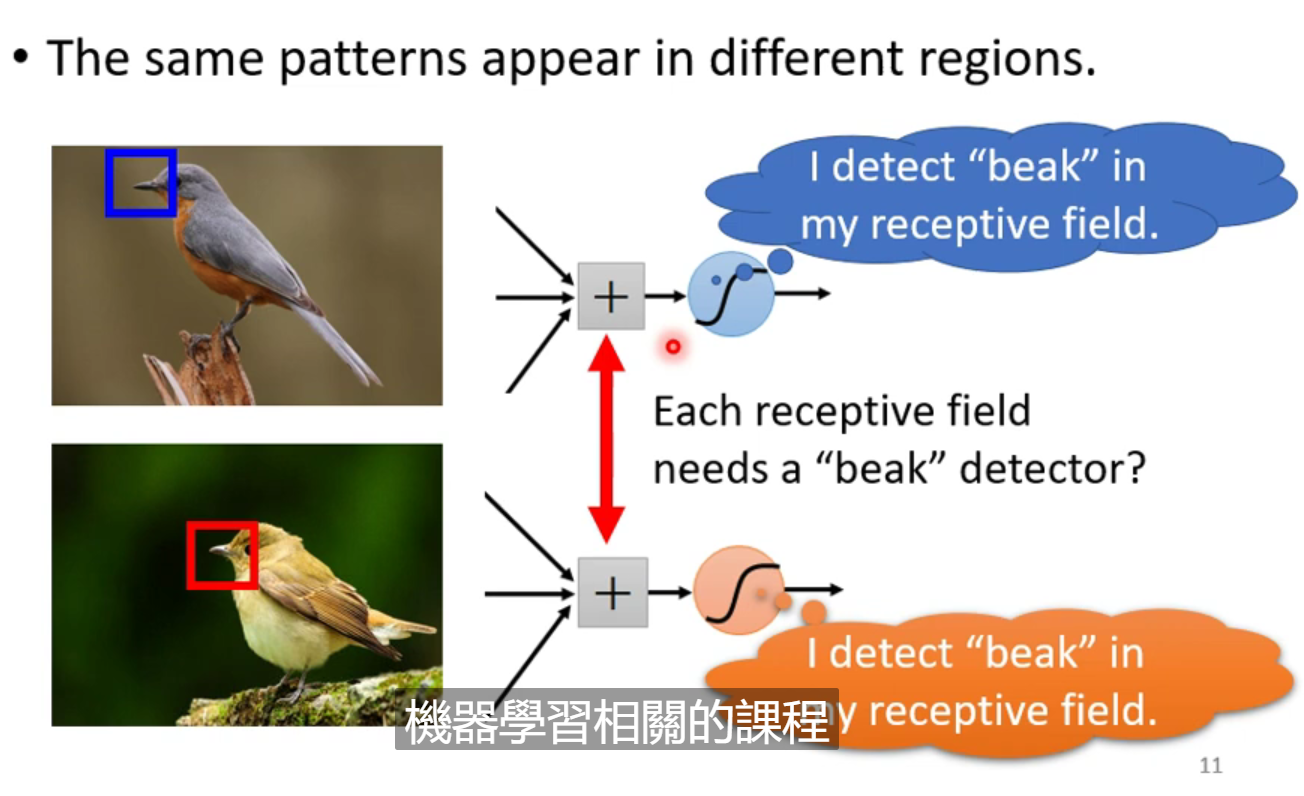 • The same patterns appear in different regions.
I detect “beak” in
my receptive field.
+
Each receptive field
needs a “beak” detector?
+
I detect “beak” in
my receptive field.
機器學習相關的課程
11